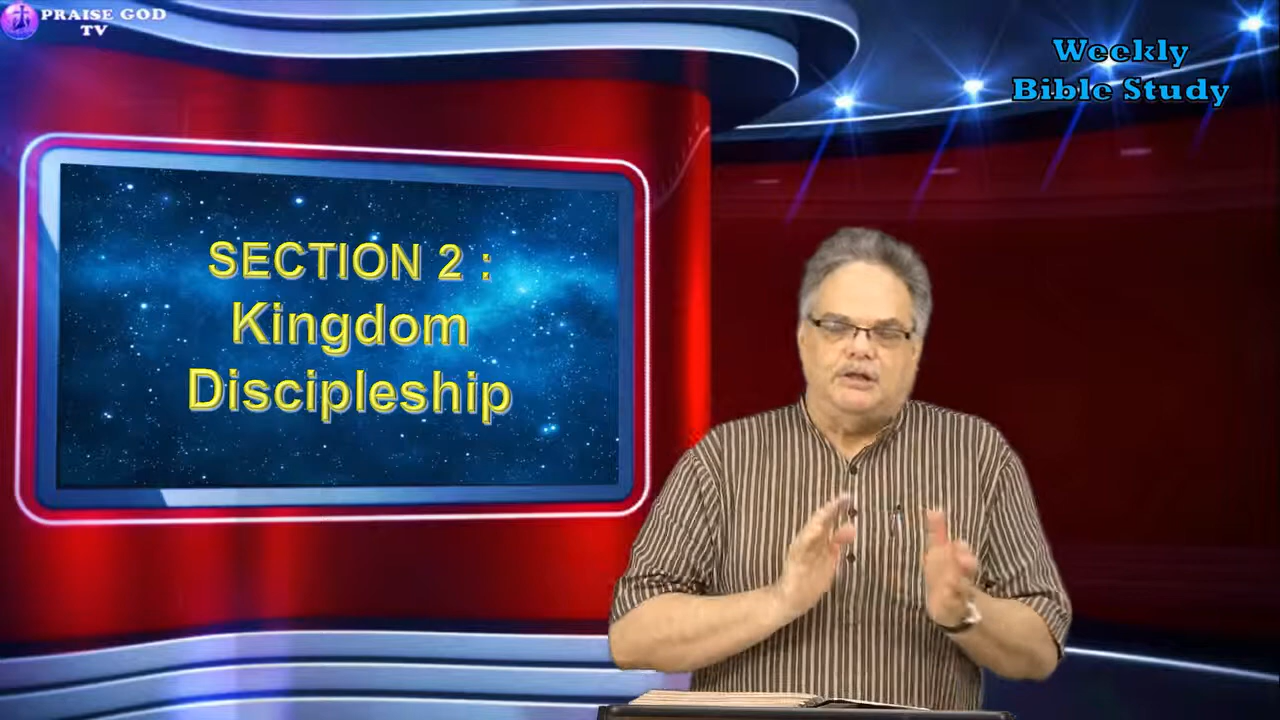 PRAISE GOD
TV
Weekly
Bible Study
SECTION 2 :
Kingdom
Discipleship